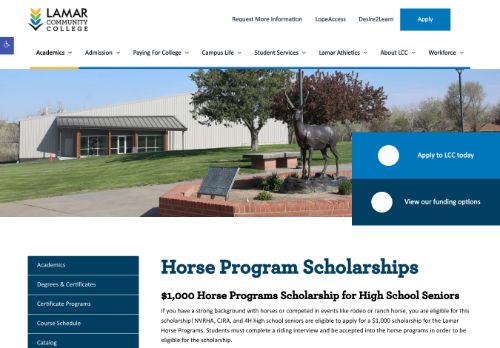 LAMAR
COMMUNITY
COLLEGE
Request More Information LopeAccess Desire2Learn Apply
Academics Admission Paying For College Campus Life Student Services Lamar Athletics About LCC Workforce
Apply to LCC today
View our funding options
Academics
Degrees & Certificates
Certificate Programs
Course Schedule
Catalog
Horse Program Scholarships
$1,000 Horse Programs Scholarship for High School Seniors
If you have a strong background with horses or competed in events like rodeo or ranch horse, you are eligible for this
scholarship! NVRHA, CJRA, and 4H high school seniors are eligible to apply for a $1,000 scholarship for the Lamar
Horse Programs. Students must complete a riding interview and be accepted into the horse programs in order to be
eligible for the scholarship.